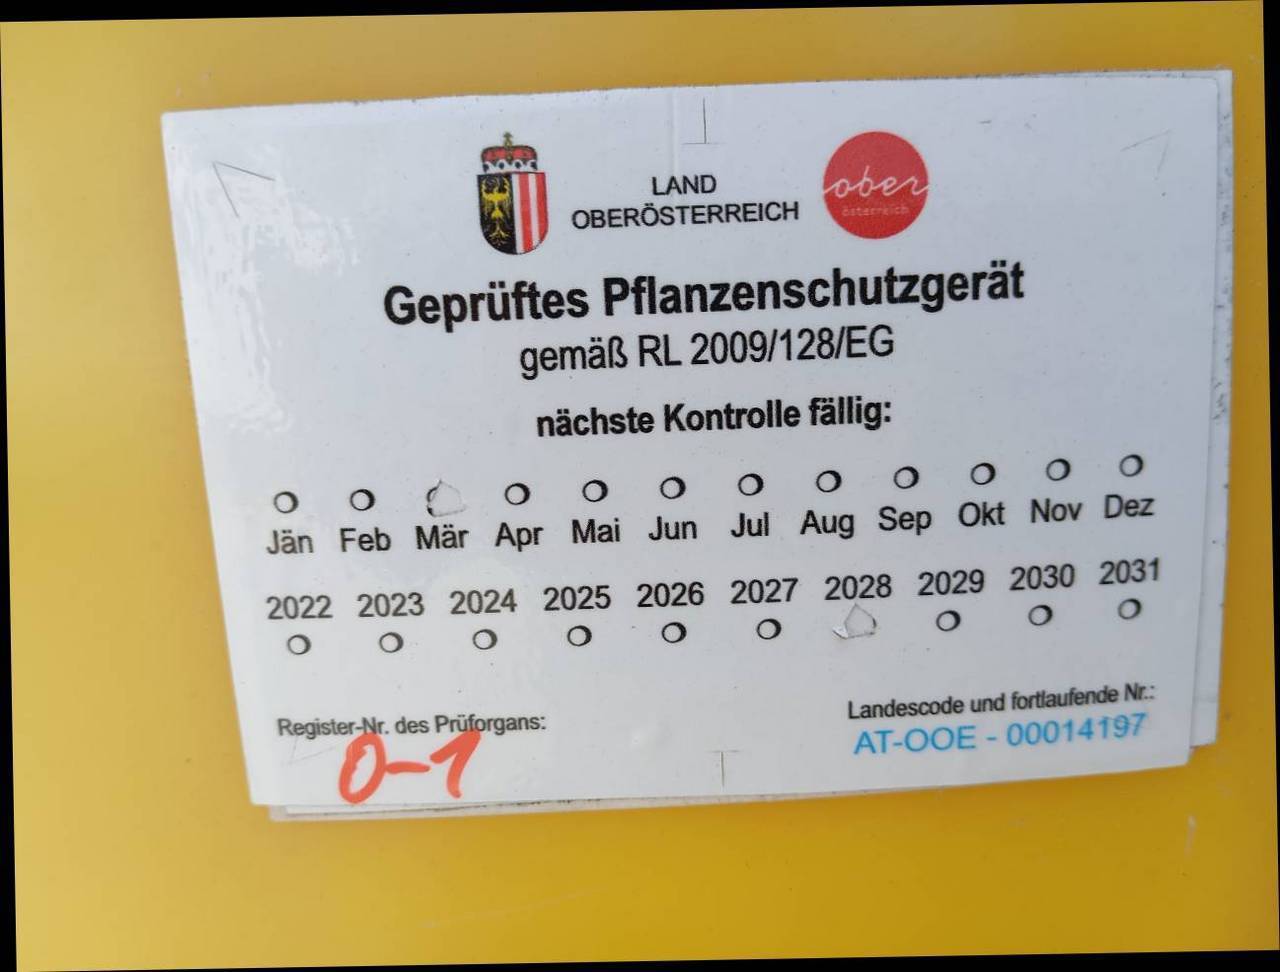 LAND
OBERÖSTERREICH
ober
österreich
Geprüftes Pflanzenschutzgerät
gemäß RL 2009/128/EG
nächste Kontrolle fällig:
Jän Feb Mär Apr Mai Jun Jul Aug Sep Okt Nov Dez
2022 2023 2024 2025 2026 2027 2028 2029 2030 2031
Register-Nr. des Prüforgans:
0-1
Landescode und fortlaufende Nr.:
AT-OOE - 00014197